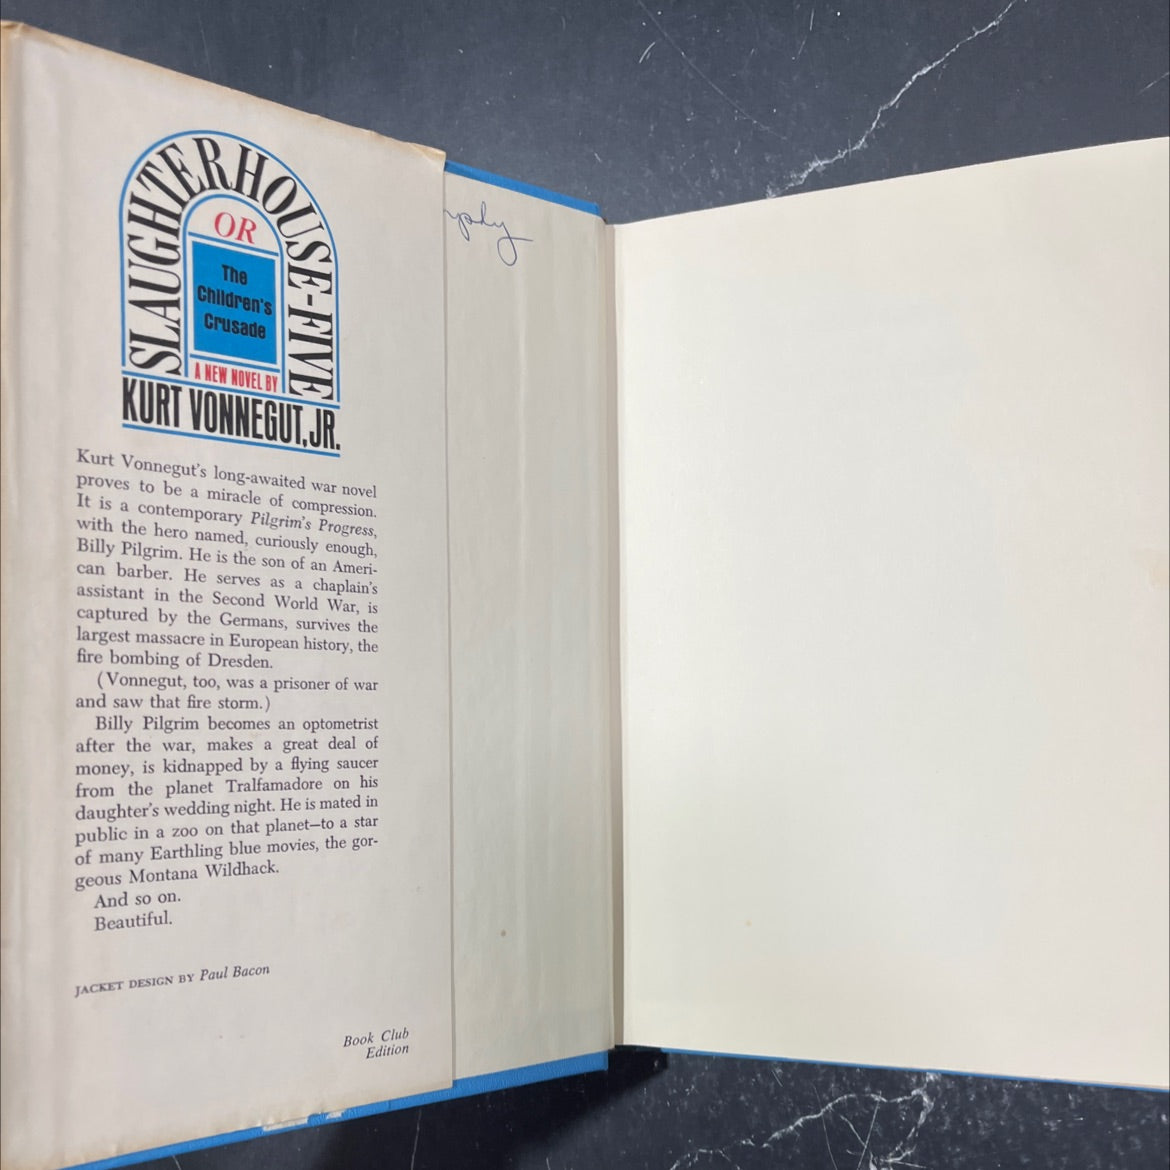 SLAUGHTERHOUSE-FIVE
OR
The
Children's
Crusade
A NEW NOVEL BY
KURT VONNEGUT, JR.
Kurt Vonnegut's long-awaited war novel
proves to be a miracle of compression.
It is a contemporary Pilgrim's Progress,
with the hero named, curiously enough,
Billy Pilgrim. He is the son of an Ameri-
can barber. He serves as a chaplain's
assistant in the Second World War, is
captured by the Germans, survives the
largest massacre in European history, the
fire bombing of Dresden.
(Vonnegut, too, was a prisoner of war
and saw that fire storm.)
Billy Pilgrim becomes an optometrist
after the war, makes a great deal of
money, is kidnapped by a flying saucer
from the planet Tralfamadore on his
daughter's wedding night. He is mated in
public in a zoo on that planet—to a star
of many Earthling blue movies, the gor-
geous Montana Wildhack.
And so on.
Beautiful.
JACKET DESIGN BY Paul Bacon
Book Club
Edition